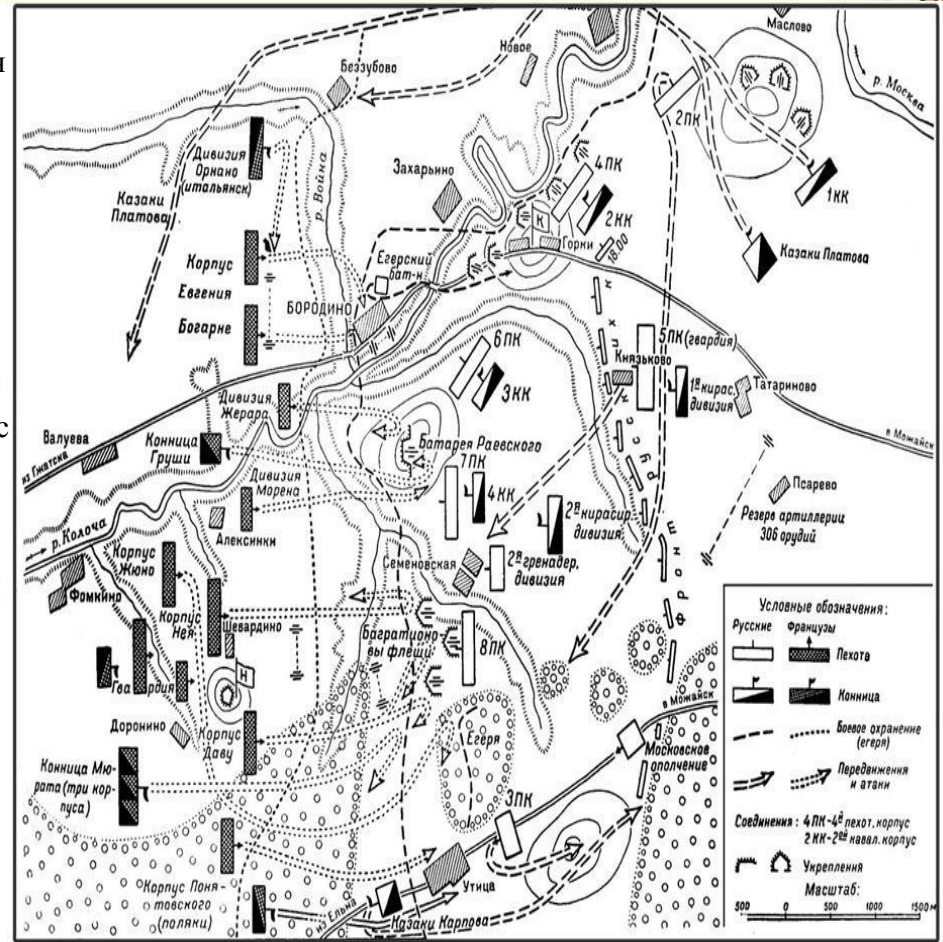 я
с
Маслово
Новое
Беззубово
р. Москва
2ПК
Дивизия
Орнано
(итальянск)
р. Война
Захарьино
4ПК
2КК
1КК
Казаки
Платова
К
Горки
18.00
Казаки Платова
Корпус
Евгения
Богарне
Егерский
бат-н
БОРОДИНО
6ПК
3КК
5ПК (гвардия)
Князьково
1я кирас.
дивизия
Татариново
в Можайск
Дивизия
Жерара
Валуева
из Гжатска
Конница
Груши
Батарея Раевского
7ПК
4КК
Дивизия
Морена
Алексинки
2я кирасир.
дивизия
Псарево
Резерв артиллерии
306 орудий
р. Колоча
Фомкино
Корпус
Жюно
Корпус
Нея
Шевардино
Семеновская
2я гренадер.
дивизия
Фронт русских к
Багратионо-
вы флеши
8ПК
Гвардия
Н
Доронино
Корпус
Даву
Егеря
в Можайск
Московское
ополчение
Конница Мю-
рата (три кор-
пуса)
3ПК
Утица
Корпус Поня-
товского
(поляки)
из Ельни
Казаки Карпова
Условные обозначения:
Русские Французы
Пехота
Конница
Боевое охранение
(егеря)
Передвижения
и атаки
Соединения: 4ПК-4й пехот. корпус
2КК-2ой кавал. корпус
Укрепления
Масштаб:
500 0 500 1000 1500 м